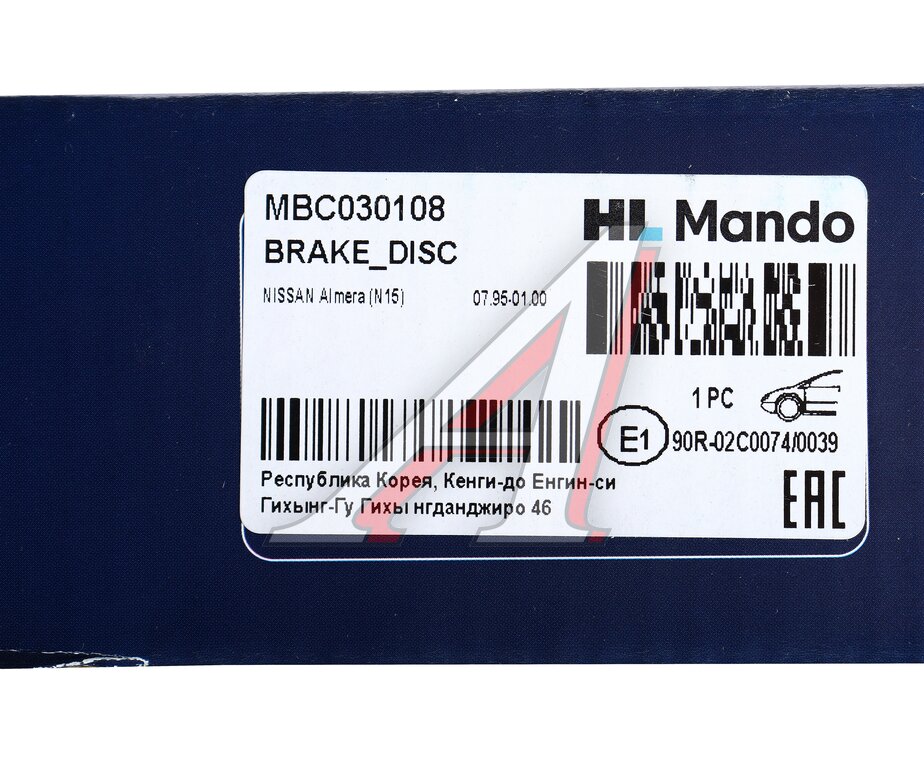 MBC030108
BRAKE_DISC
NISSAN Almera (N15) 07.95-01.00
HL Mando
1 PC
E1 90R-02C0074/0039
Республика Корея, Кенги-до Енгин-си
Гихынг-Гу Гихы нгданджиро 46
EAC